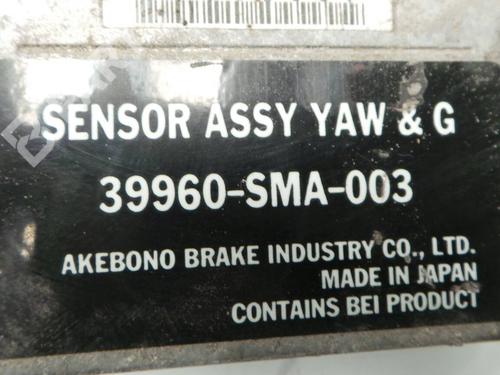 SENSOR ASSY YAW & G
39960-SMA-003
AKEBONO BRAKE INDUSTRY CO., LTD.
MADE IN JAPAN
CONTAINS BEI PRODUCT